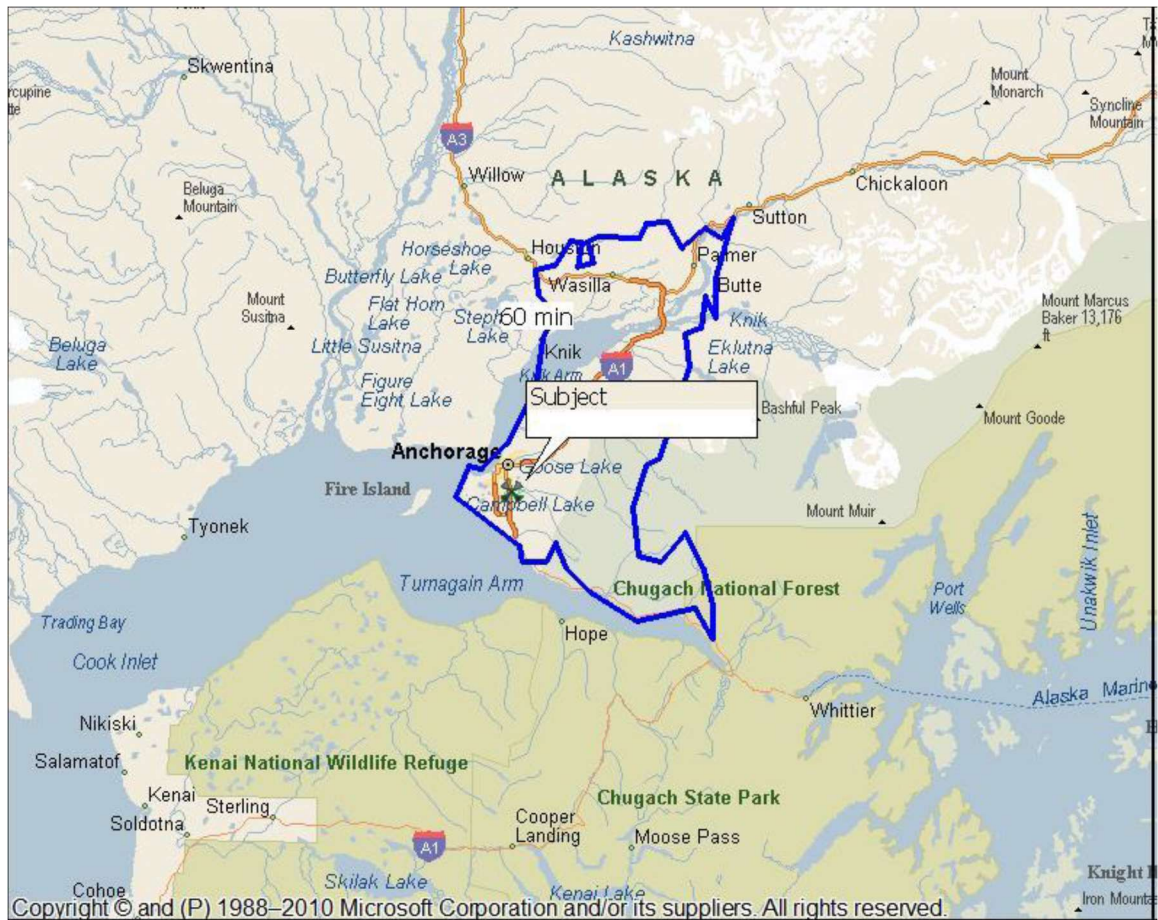 Kashwitna
Skwentina
Mount
Monarch
Syncline
Mountain
rcupine
tte
A3
Willow
ALASKA
Chickaloon
Beluga
Mountain
Sutton
Horseshoe
Lake
Houston
Palmer
Butterfly Lake
Wasilla
Butte
Mount
Susitna
Flat Horn
Lake
Steph
Lake
60 min
Knik
Mount Marcus
Baker 13,176
ft
Beluga
Lake
Little Susitna
Knik
Eklutna
Lake
A1
Knik Arm
Figure
Eight Lake
Subject
Bashful Peak
Mount Goode
Anchorage
Goose Lake
Fire Island
Campbell Lake
Mount Muir
Tyonek
Unakwik Inlet
Turnagain Arm
Chugach National Forest
Port
Wells
Trading Bay
Hope
Cook Inlet
Alaska Marine
Whittier
Nikiski
Salamatof
Kenai National Wildlife Refuge
Kenai
Sterling
Chugach State Park
Soldotna
Cooper
Landing
Moose Pass
A1
Skilak Lake
Kenai Lake
Knight
Cohoe
Iron Mounta
Copyright © and (P) 1988–2010 Microsoft Corporation and/or its suppliers. All rights reserved.